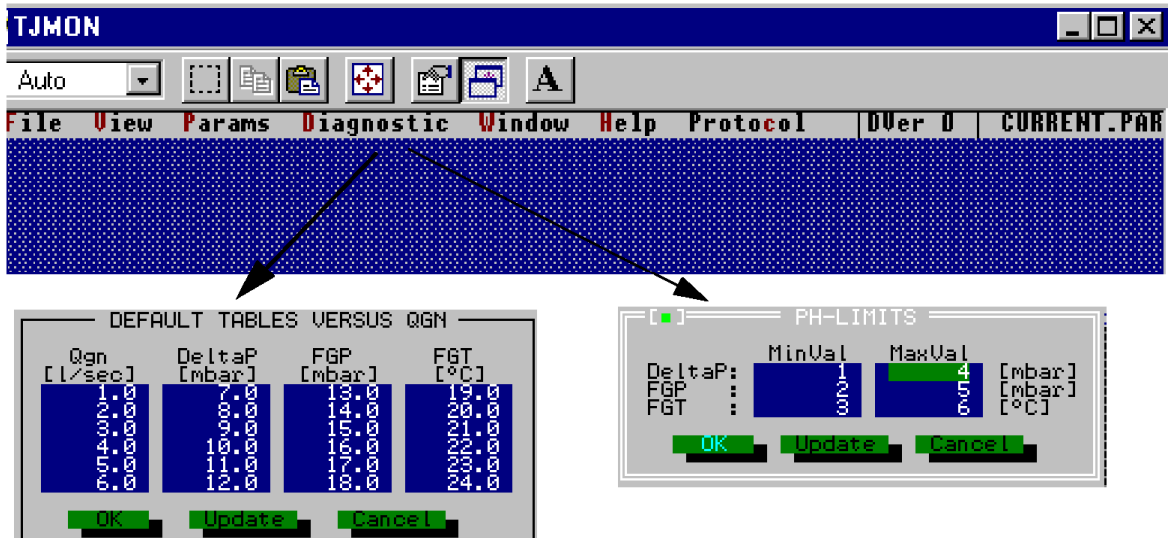 TJMON
Auto
A
File View Params Diagnostic Window Help Protocol |DVer 0 | CURRENT.PAR
DEFAULT TABLES VERSUS QGN
Qgn DeltaP FGP FGT
[l/sec] [mbar] [mbar] [ºC]
1.0 7.0 13.0 19.0
2.0 8.0 14.0 20.0
3.0 9.0 15.0 21.0
4.0 10.0 16.0 22.0
5.0 11.0 17.0 23.0
6.0 12.0 18.0 24.0
OK Update Cancel
[■] PH-LIMITS
MinVal MaxVal
DeltaP: 1 4 [mbar]
FGP : 2 5 [mbar]
FGT : 3 6 [ºC]
OK Update Cancel